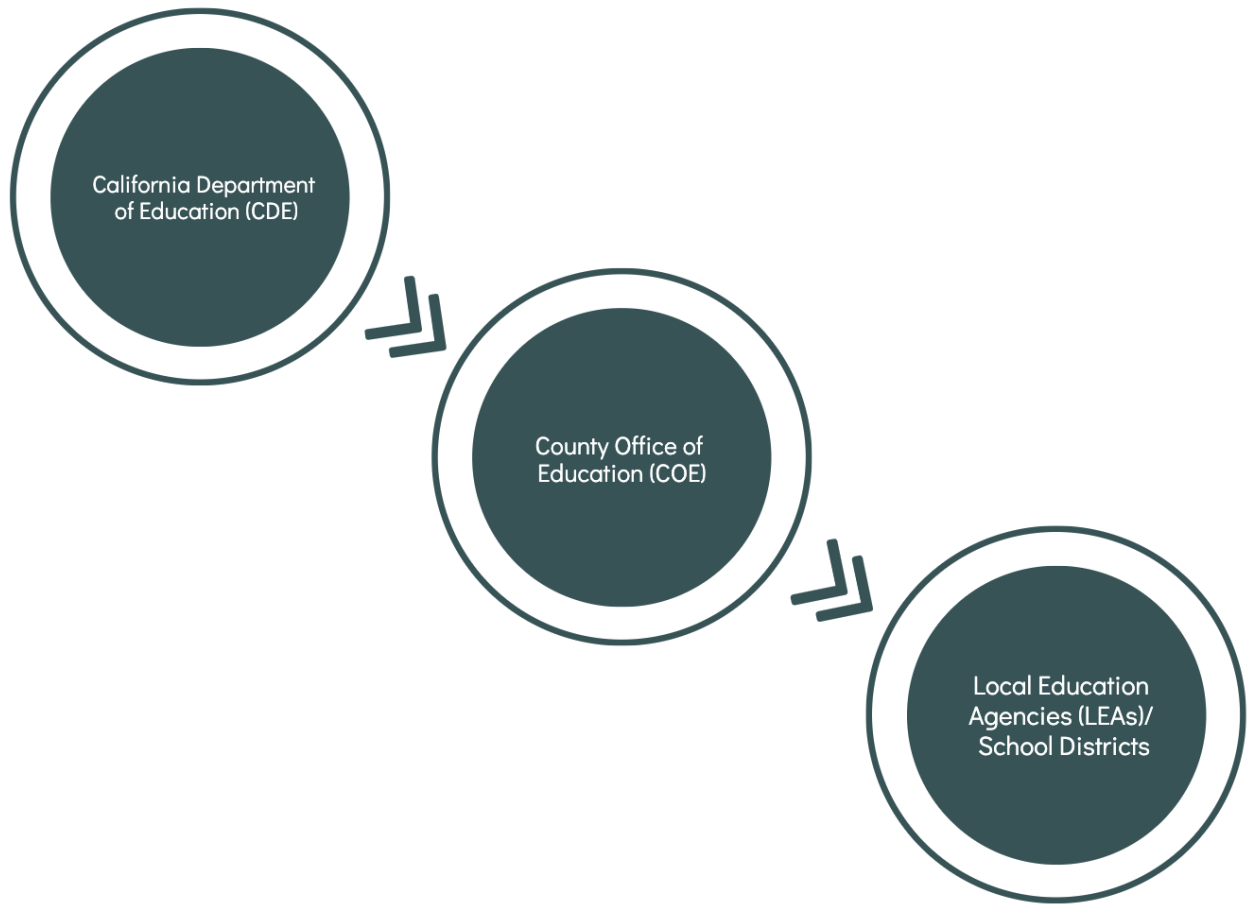 California Department
of Education (CDE)
County Office of
Education (COE)
Local Education
Agencies (LEAs)/
School Districts